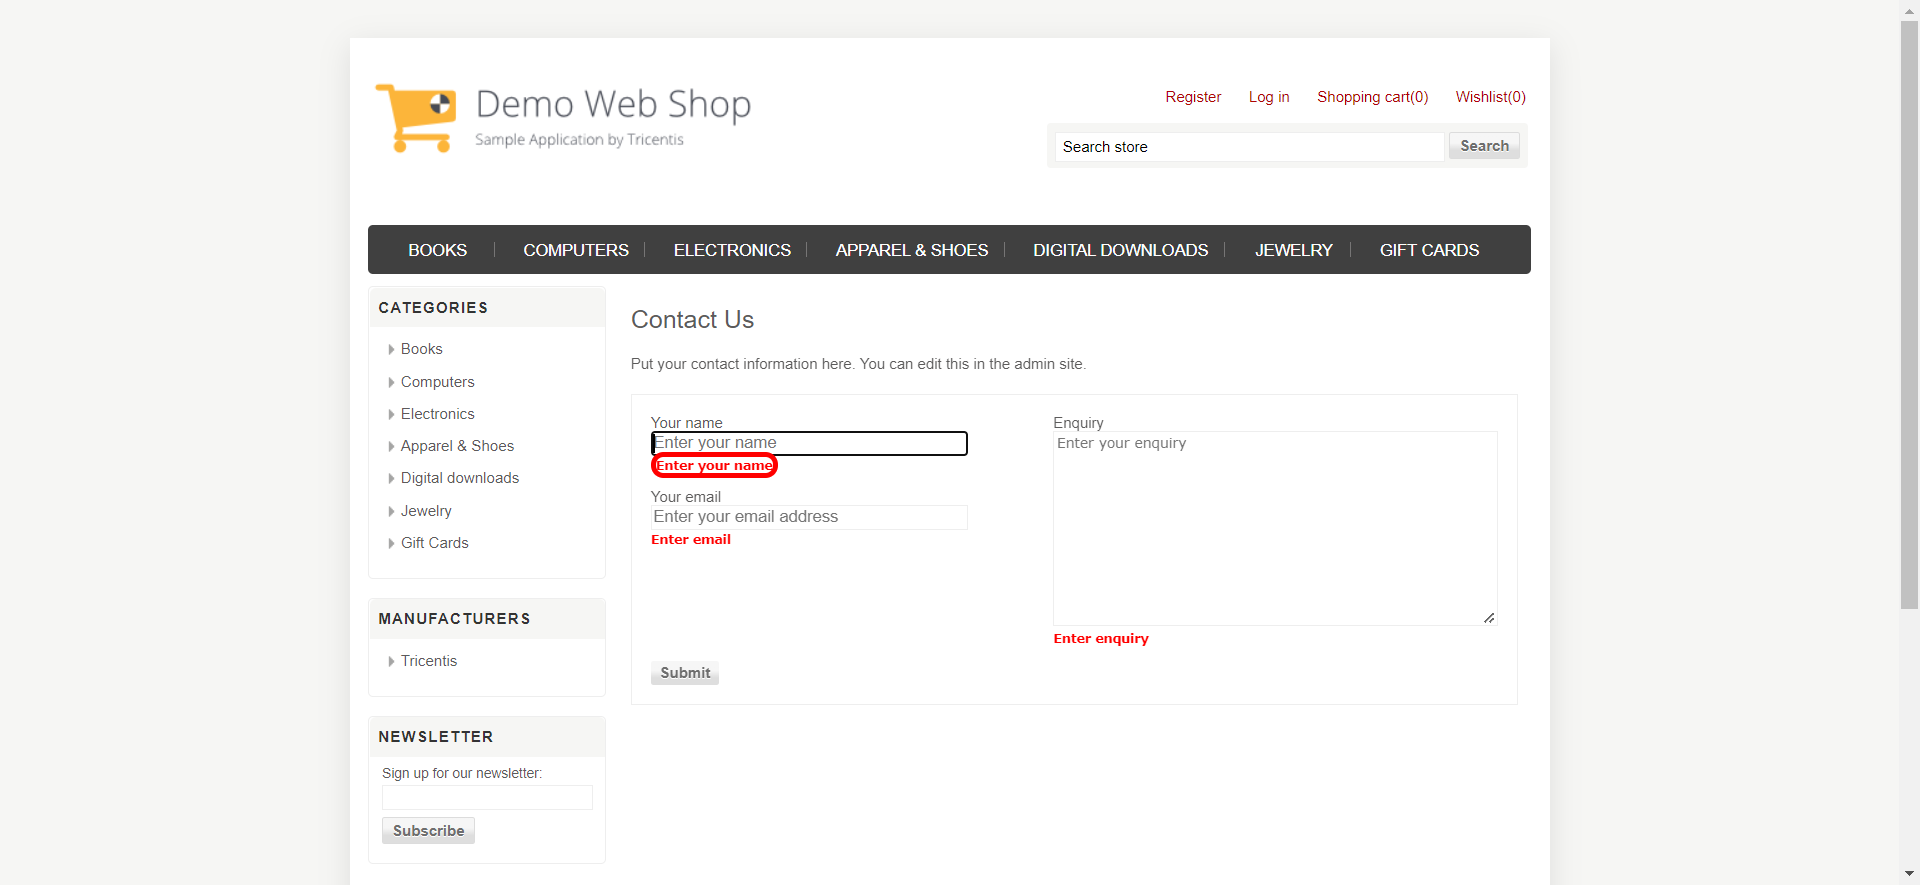 Demo Web Shop
Sample Application by Tricentis
Register Log in Shopping cart(0) Wishlist(0)
Search store Search
BOOKS COMPUTERS ELECTRONICS APPAREL & SHOES DIGITAL DOWNLOADS JEWELRY GIFT CARDS
CATEGORIES
Books
Computers
Electronics
Apparel & Shoes
Digital downloads
Jewelry
Gift Cards
MANUFACTURERS
Tricentis
NEWSLETTER
Sign up for our newsletter:
Subscribe
Contact Us
Put your contact information here. You can edit this in the admin site.
Your name
Enter your name
Enter your name
Your email
Enter your email address
Enter email
Enquiry
Enter your enquiry
Enter enquiry
Submit